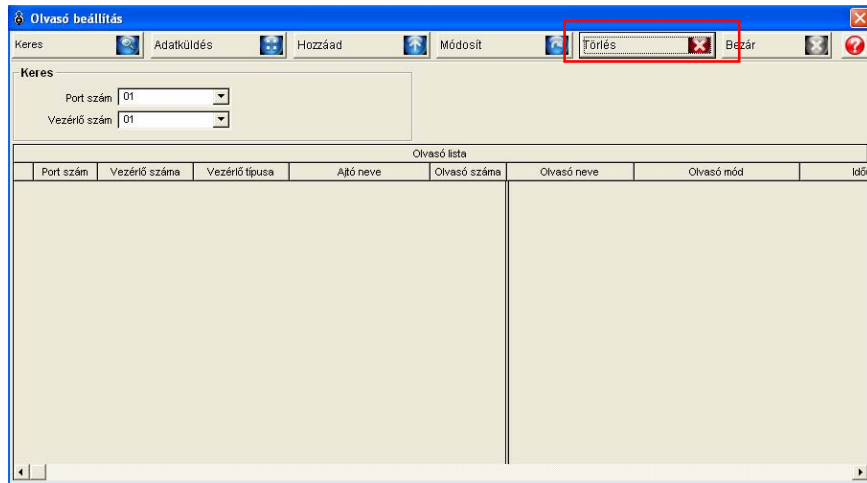 Olvasó beállítás
Keres Adatküldés Hozzáad Módosít Törlés Bezár
Keres
Port szám 01
Vezérlő szám 01
Olvasó lista
Port szám Vezérlő száma Vezérlő típusa Ajtó neve Olvasó száma Olvasó neve Olvasó mód Idő